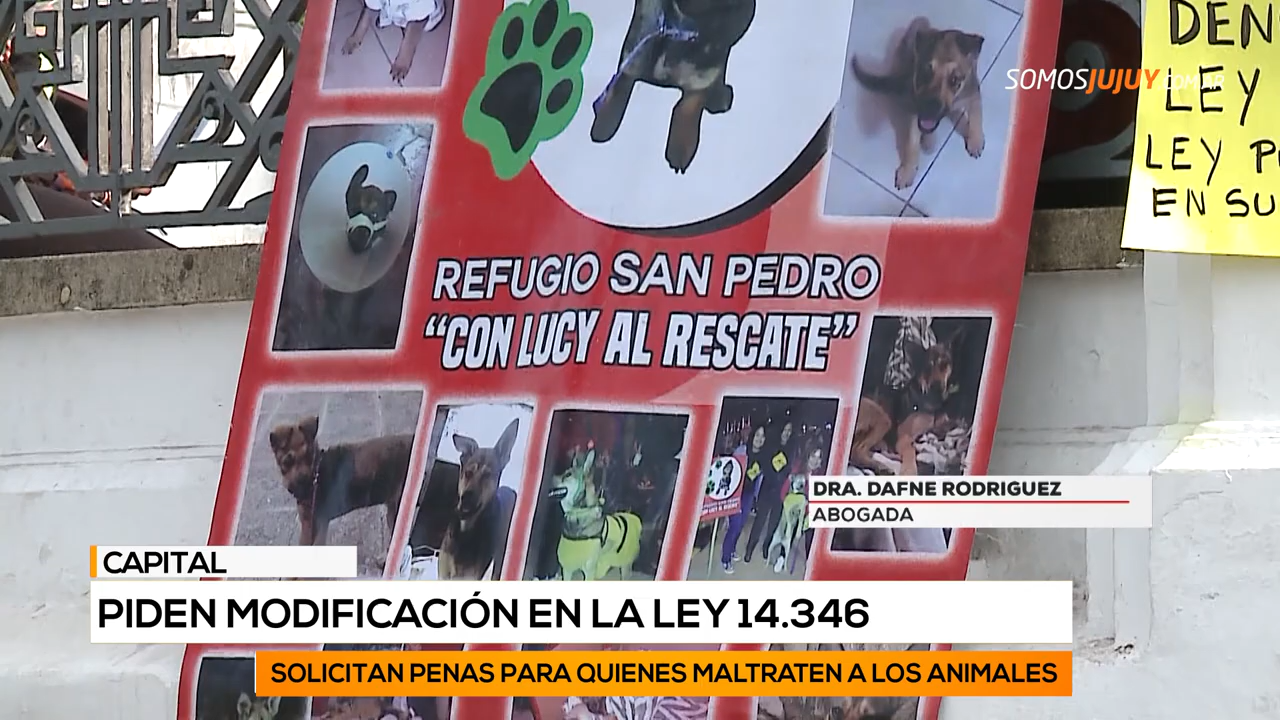 SOMOSJUJUY.COM.AR
DEN
LEY
LEY P
EN SU
REFUGIO SAN PEDRO
"CON LUCY AL RESCATE"
DRA. DAFNE RODRIGUEZ
ABOGADA
CAPITAL
PIDEN MODIFICACIÓN EN LA LEY 14.346
SOLICITAN PENAS PARA QUIENES MALTRATEN A LOS ANIMALES